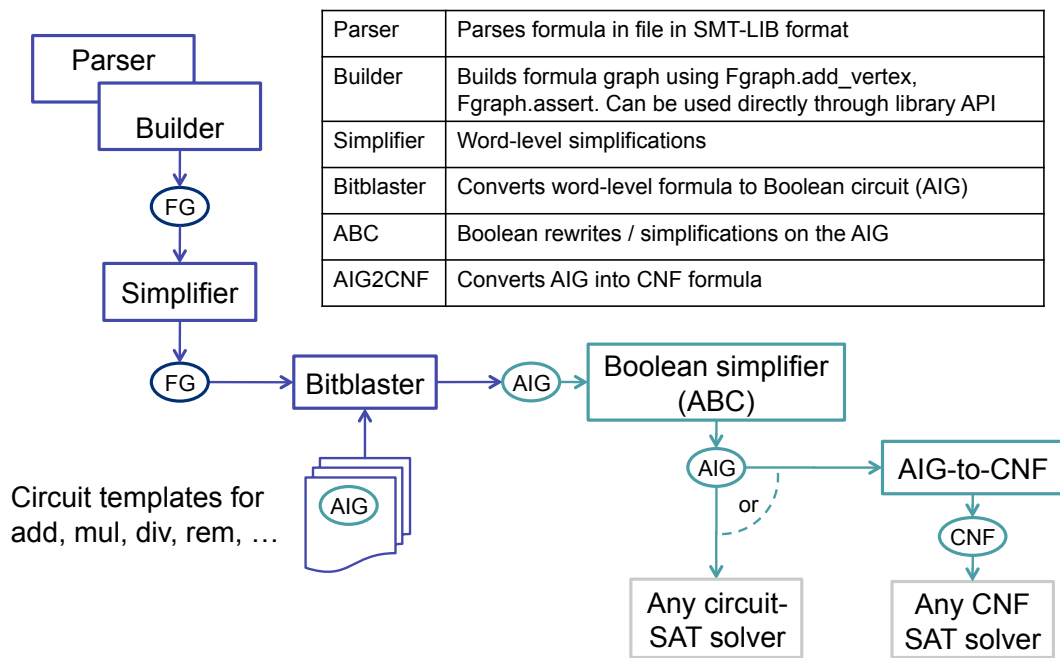 Parser
Builder
FG
Simplifier
FG
Bitblaster
AIG
Boolean simplifier
(ABC)
AIG
or
AIG-to-CNF
CNF
Any circuit-
SAT solver
Any CNF
SAT solver
AIG
Circuit templates for
add, mul, div, rem, …
Parser Parses formula in file in SMT-LIB format
Builder Builds formula graph using Fgraph.add_vertex,
Fgraph.assert. Can be used directly through library API
Simplifier Word-level simplifications
Bitblaster Converts word-level formula to Boolean circuit (AIG)
ABC Boolean rewrites / simplifications on the AIG
AIG2CNF Converts AIG into CNF formula